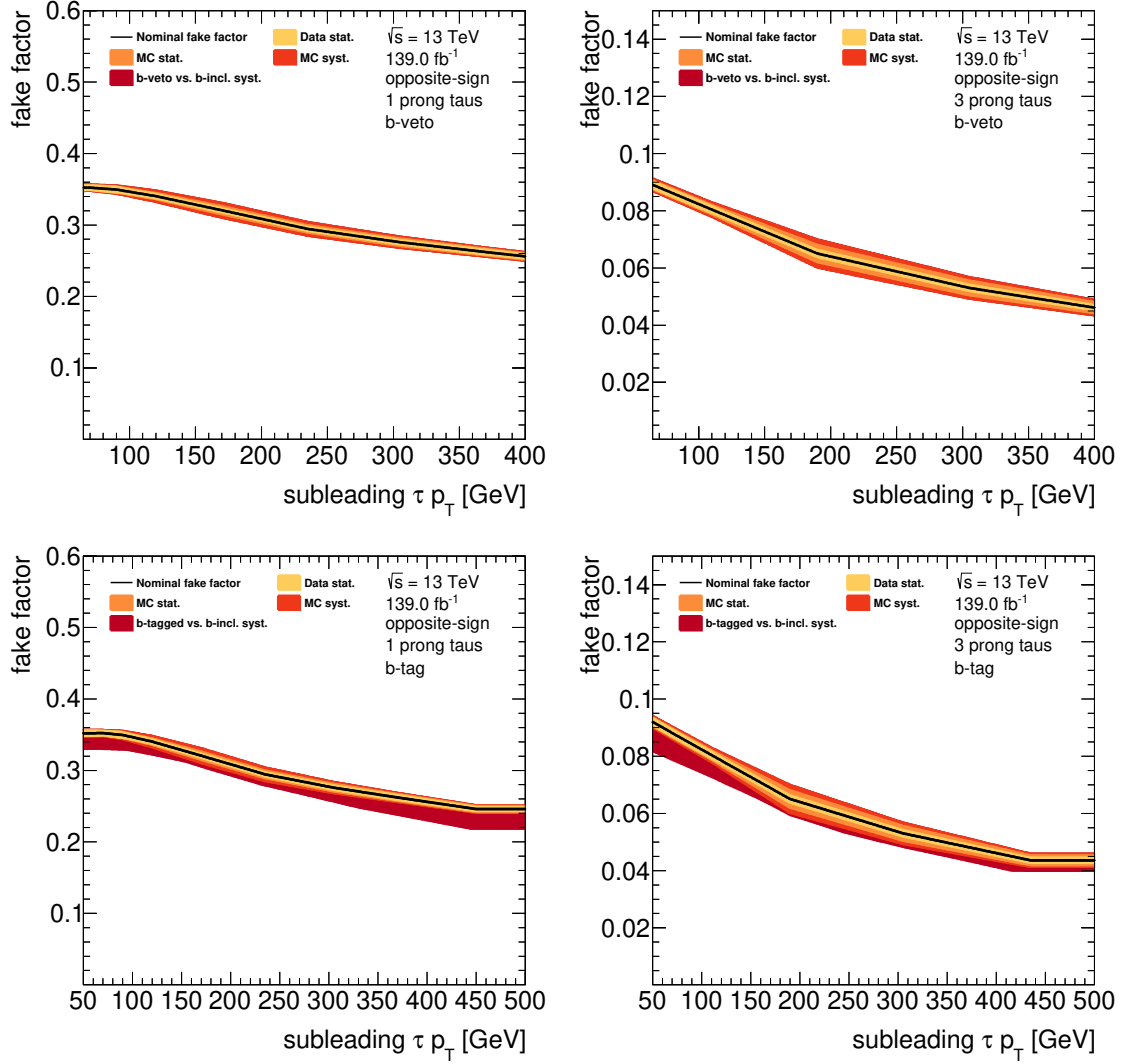 fake factor
0.6
0.5
0.4
0.3
0.2
0.1
Nominal fake factor
Data stat.
MC stat.
MC syst.
b-veto vs. b-incl. syst.
√s = 13 TeV
139.0 fb⁻¹
opposite-sign
1 prong taus
b-veto
100 150 200 250 300 350 400
subleading τ p_T [GeV]
fake factor
0.14
0.12
0.1
0.08
0.06
0.04
0.02
Nominal fake factor
Data stat.
MC stat.
MC syst.
b-veto vs. b-incl. syst.
√s = 13 TeV
139.0 fb⁻¹
opposite-sign
3 prong taus
b-veto
100 150 200 250 300 350 400
subleading τ p_T [GeV]
fake factor
0.6
0.5
0.4
0.3
0.2
0.1
Nominal fake factor
Data stat.
MC stat.
MC syst.
b-tagged vs. b-incl. syst.
√s = 13 TeV
139.0 fb⁻¹
opposite-sign
1 prong taus
b-tag
50 100 150 200 250 300 350 400 450 500
subleading τ p_T [GeV]
fake factor
0.14
0.12
0.1
0.08
0.06
0.04
0.02
Nominal fake factor
Data stat.
MC stat.
MC syst.
b-tagged vs. b-incl. syst.
√s = 13 TeV
139.0 fb⁻¹
opposite-sign
3 prong taus
b-tag
50 100 150 200 250 300 350 400 450 500
subleading τ p_T [GeV]